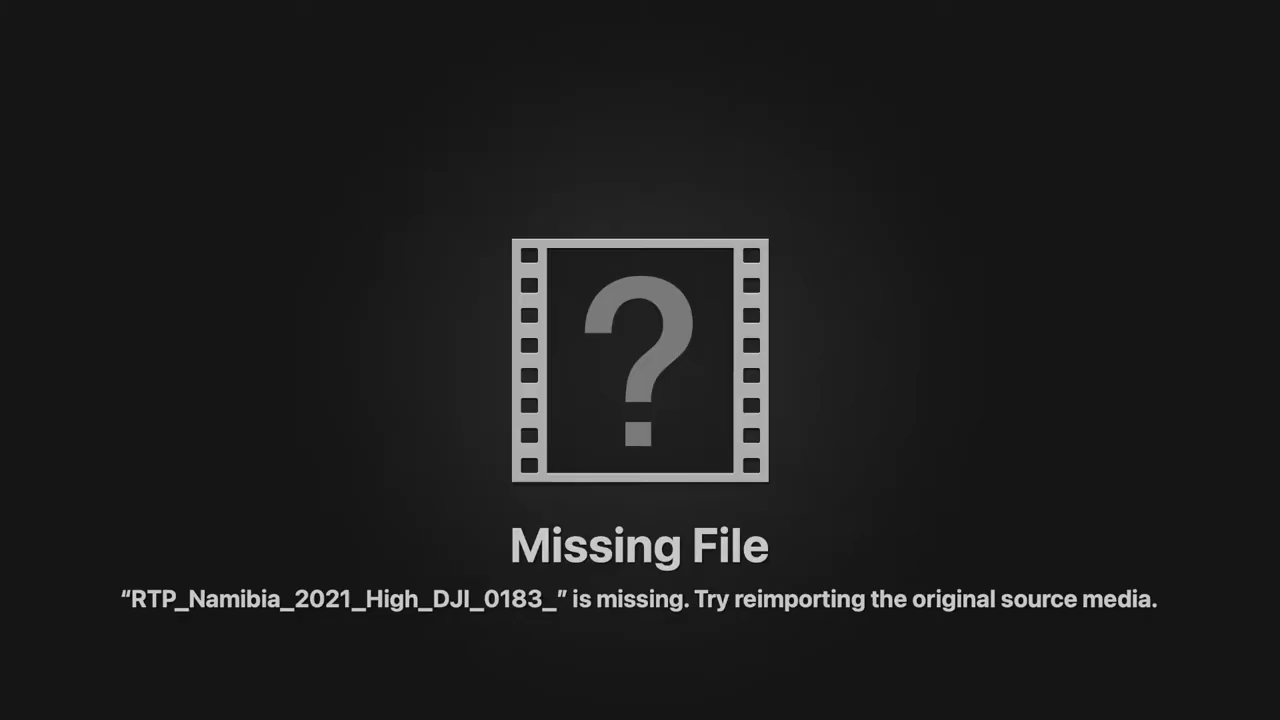 ?
Missing File
“RTP_Namibia_2021_High_DJI_0183_” is missing. Try reimporting the original source media.